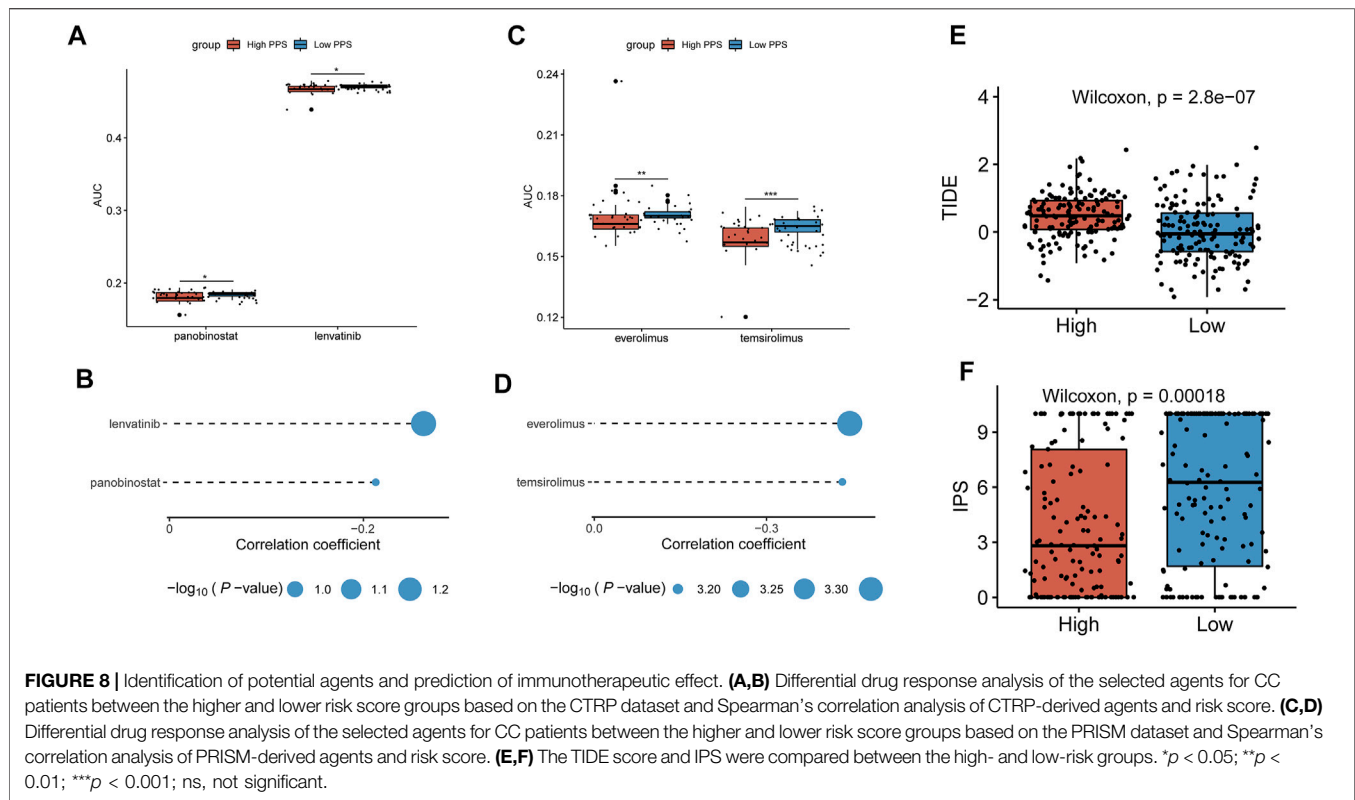 A
group High PPS Low PPS
*
*
AUC
0.4
0.3
0.2
panobinostat
lenvatinib
B
lenvatinib
panobinostat
0
−0.2
Correlation coefficient
−log10 ( P −value) 1.0 1.1 1.2
C
group High PPS Low PPS
**
***
AUC
0.24
0.21
0.18
0.15
0.12
everolimus
temsirolimus
D
everolimus
temsirolimus
0.0
−0.3
Correlation coefficient
−log10 ( P −value) 3.20 3.25 3.30
E
Wilcoxon, p = 2.8e−07
TIDE
4
2
0
−2
High
Low
F
Wilcoxon, p = 0.00018
IPS
9
6
3
0
High
Low
FIGURE 8 | Identification of potential agents and prediction of immunotherapeutic effect. (A,B) Differential drug response analysis of the selected agents for CC
patients between the higher and lower risk score groups based on the CTRP dataset and Spearman's correlation analysis of CTRP-derived agents and risk score. (C,D)
Differential drug response analysis of the selected agents for CC patients between the higher and lower risk score groups based on the PRISM dataset and Spearman's
correlation analysis of PRISM-derived agents and risk score. (E,F) The TIDE score and IPS were compared between the high- and low-risk groups. *p < 0.05; **p <
0.01; ***p < 0.001; ns, not significant.